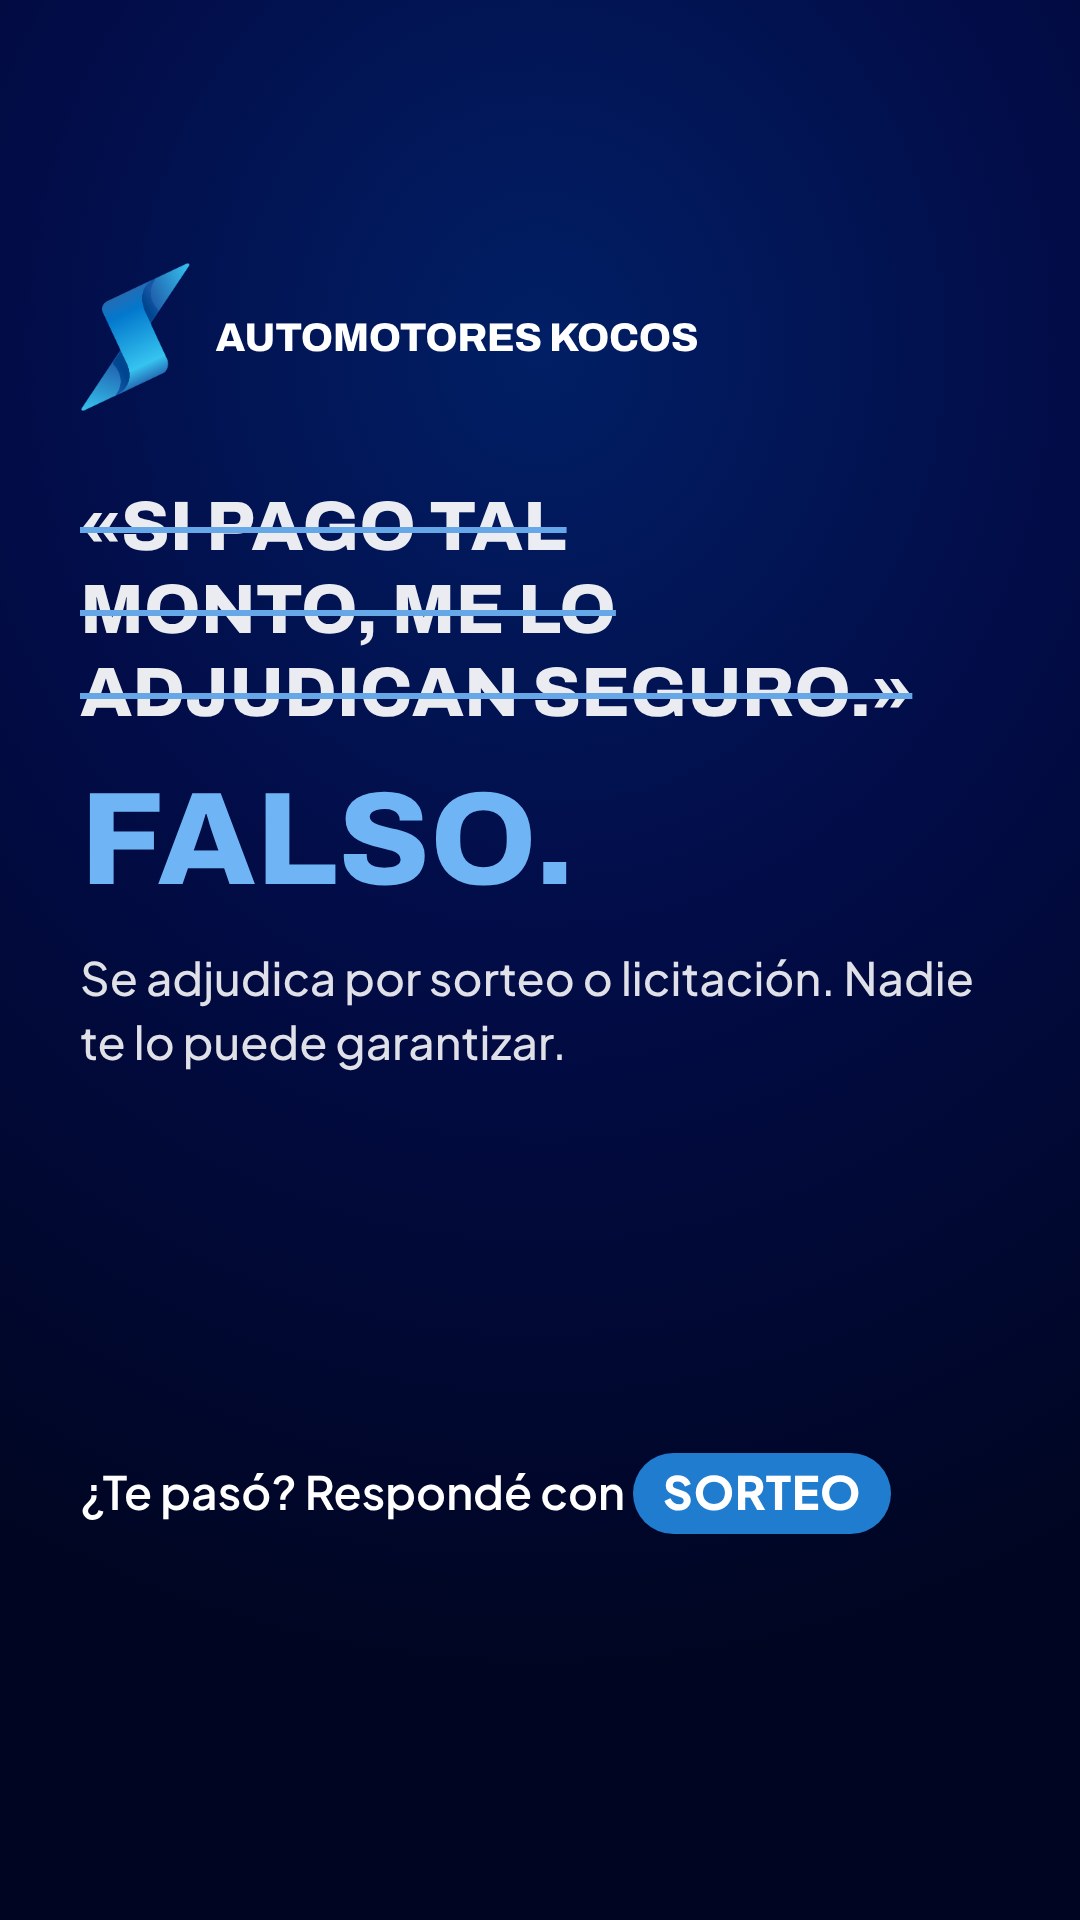 AUTOMOTORES KOCOS
«SI PAGO TAL
MONTO, ME LO
ADJUDICAN SEGURO.»
FALSO.
Se adjudica por sorteo o licitación. Nadie
te lo puede garantizar.
¿Te pasó? Respondé con SORTEO